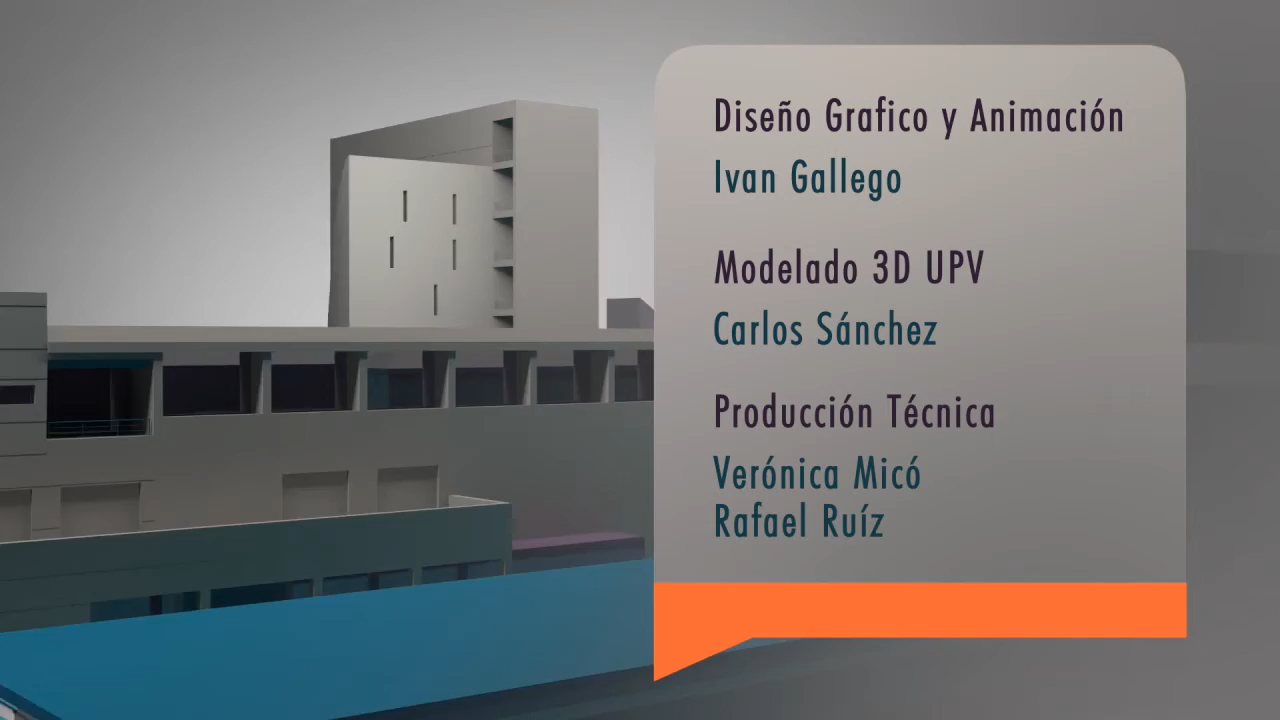 Diseño Grafico y Animación
Ivan Gallego
Modelado 3D UPV
Carlos Sánchez
Producción Técnica
Verónica Micó
Rafael Ruíz